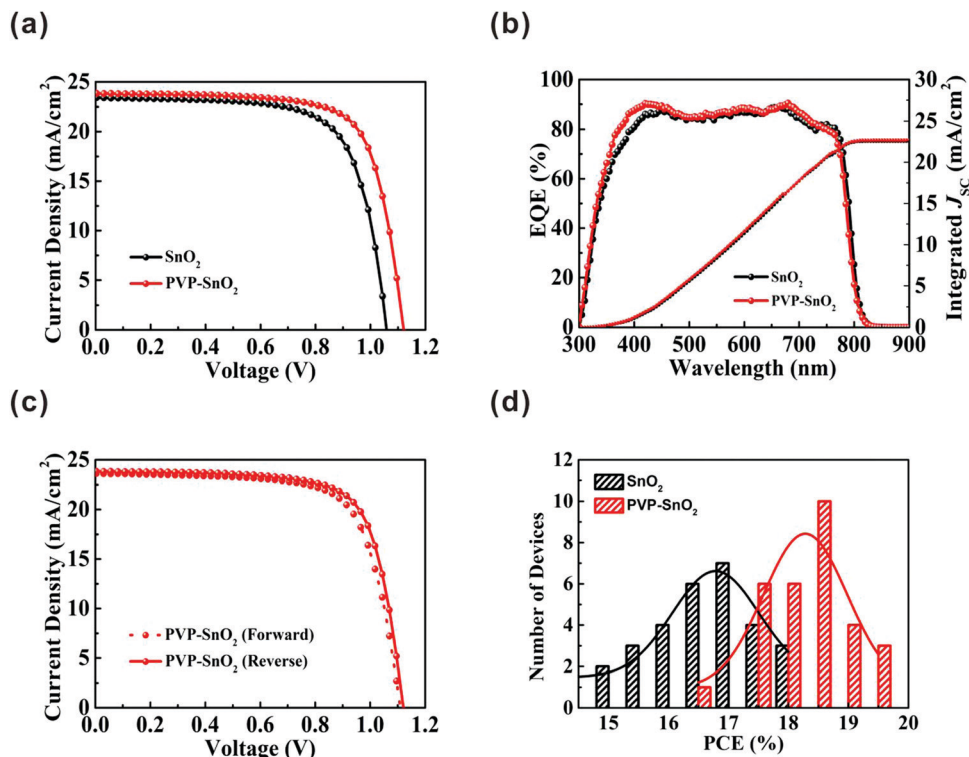 (a)
Current Density (mA/cm²)
25
20
15
10
5
0
SnO₂
PVP-SnO₂
0.0 0.2 0.4 0.6 0.8 1.0 1.2
Voltage (V)
(b)
EQE (%)
100
80
60
40
20
0
SnO₂
PVP-SnO₂
30
25
20
15
10
5
0
Integrated J_SC (mA/cm²)
300 400 500 600 700 800 900
Wavelength (nm)
(c)
Current Density (mA/cm²)
25
20
15
10
5
0
PVP-SnO₂ (Forward)
PVP-SnO₂ (Reverse)
0.0 0.2 0.4 0.6 0.8 1.0 1.2
Voltage (V)
(d)
Number of Devices
12
10
8
6
4
2
0
SnO₂
PVP-SnO₂
15 16 17 18 19 20
PCE (%)